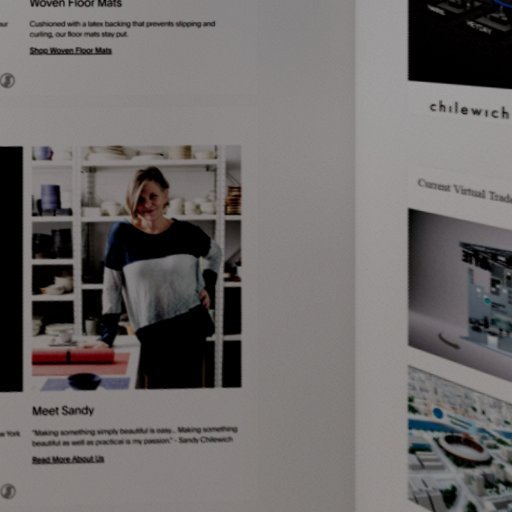 Woven Floor Mats
Cushioned with a latex backing that prevents slipping and
curling, our floor mats stay put.
Shop Woven Floor Mats
chilewich
Current Virtual Trade
Meet Sandy
"Making something simply beautiful is easy... Making something
beautiful as well as practical is my passion." - Sandy Chilewich
York
Read More About Us